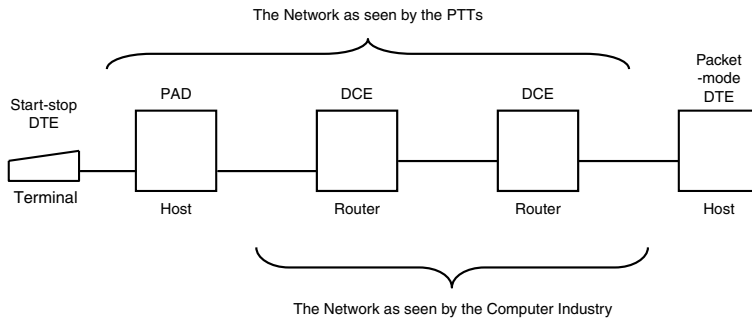 The Network as seen by the PTTs
Packet
-mode
DTE
Start-stop
DTE
PAD
DCE
DCE
Terminal
Host
Router
Router
Host
The Network as seen by the Computer Industry